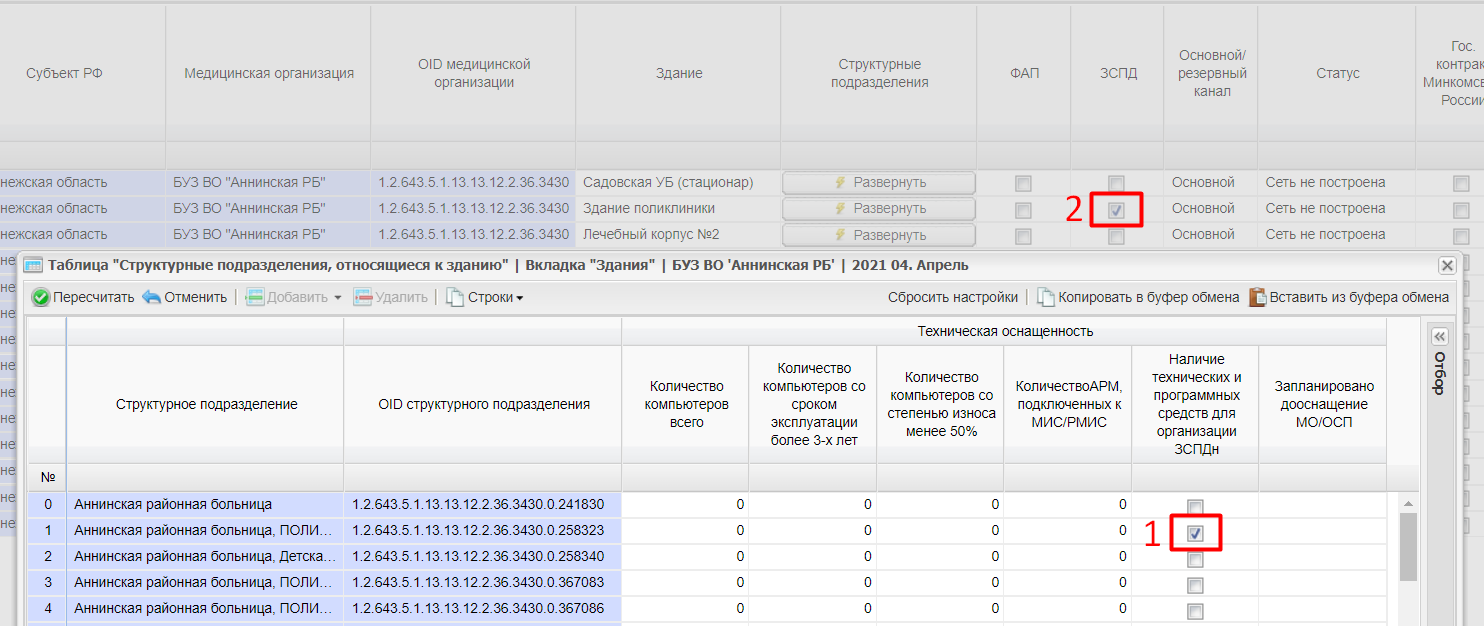 Субъект РФ
Медицинская организация
OID медицинской
организации
Здание
Структурные
подразделения
ФАП
ЗСПД
Основной/
резервный
канал
Статус
Гос.
контрак
Минкомсв
России
нежская область БУЗ ВО "Аннинская РБ" 1.2.643.5.1.13.13.12.2.36.3430 Садовская УБ (стационар) Развернуть Основной Сеть не построена
нежская область БУЗ ВО "Аннинская РБ" 1.2.643.5.1.13.13.12.2.36.3430 Здание поликлиники Развернуть 2 Основной Сеть не построена
нежская область БУЗ ВО "Аннинская РБ" 1.2.643.5.1.13.13.12.2.36.3430 Лечебный корпус №2 Развернуть Основной Сеть не построена
Таблица "Структурные подразделения, относящиеся к зданию" | Вкладка "Здания" | БУЗ ВО 'Аннинская РБ' | 2021 04. Апрель
Пересчитать Отменить Добавить Удалить Строки Сбросить настройки Копировать в буфер обмена Вставить из буфера обмена
Техническая оснащенность
Структурное подразделение
OID структурного подразделения
Количество
компьютеров
всего
Количество
компьютеров со
сроком
эксплуатации
более 3-х лет
Количество
компьютеров со
степенью износа
менее 50%
КоличествоАРМ,
подключенных к
МИС/РМИС
Наличие
технических и
программных
средств для
организации
ЗСПДн
Запланировано
дооснащение
МО/ОСП
Отбор
№
0 Аннинская районная больница 1.2.643.5.1.13.13.12.2.36.3430.0.241830 0 0 0 0
1 Аннинская районная больница, ПОЛИ... 1.2.643.5.1.13.13.12.2.36.3430.0.258323 0 0 0 0 1
2 Аннинская районная больница, Детска... 1.2.643.5.1.13.13.12.2.36.3430.0.258340 0 0 0 0
3 Аннинская районная больница, ПОЛИ... 1.2.643.5.1.13.13.12.2.36.3430.0.367083 0 0 0 0
4 Аннинская районная больница, ПОЛИ... 1.2.643.5.1.13.13.12.2.36.3430.0.367086 0 0 0 0